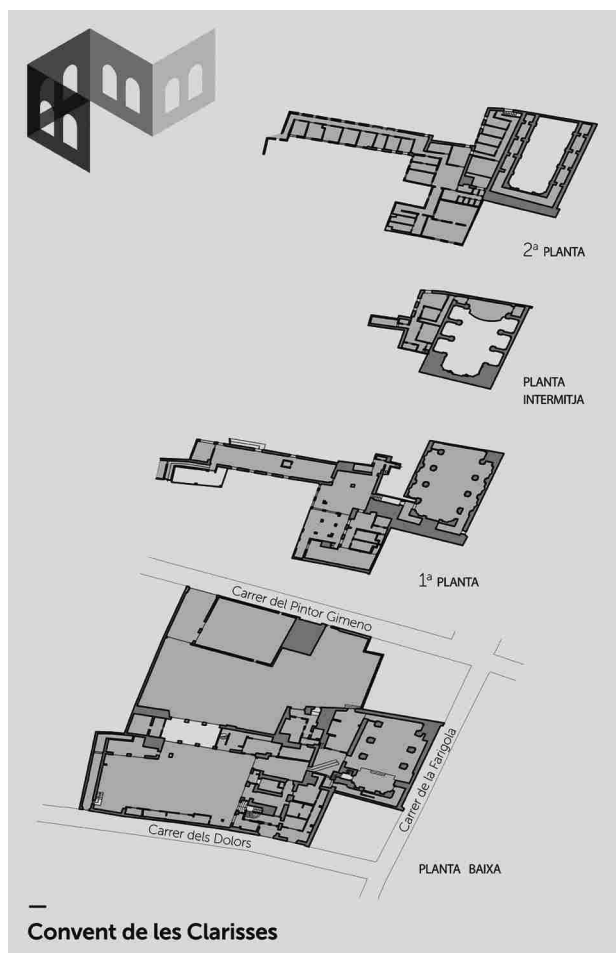 2ª PLANTA
PLANTA
INTERMITJA
1ª PLANTA
Carrer del Pintor Gimeno
Carrer de la Farigola
Carrer dels Dolors
PLANTA BAIXA
Convent de les Clarisses